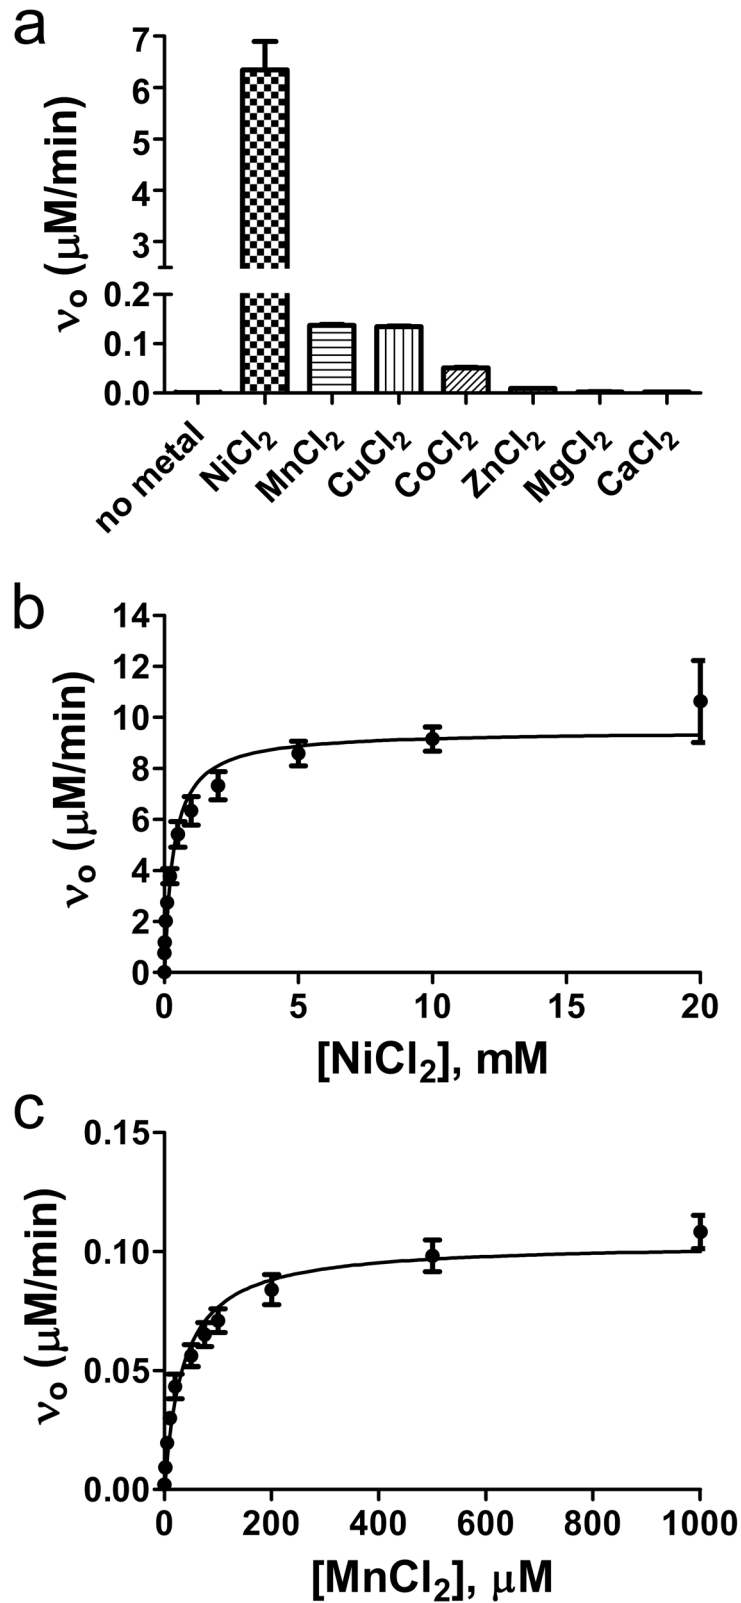 a
ν₀ (μM/min)
7
6
5
4
3
0.2
0.1
0.0
no metal
NiCl₂
MnCl₂
CuCl₂
CoCl₂
ZnCl₂
MgCl₂
CaCl₂
b
ν₀ (μM/min)
14
12
10
8
6
4
2
0
0 5 10 15 20
[NiCl₂], mM
c
ν₀ (μM/min)
0.15
0.10
0.05
0.00
0 200 400 600 800 1000
[MnCl₂], μM